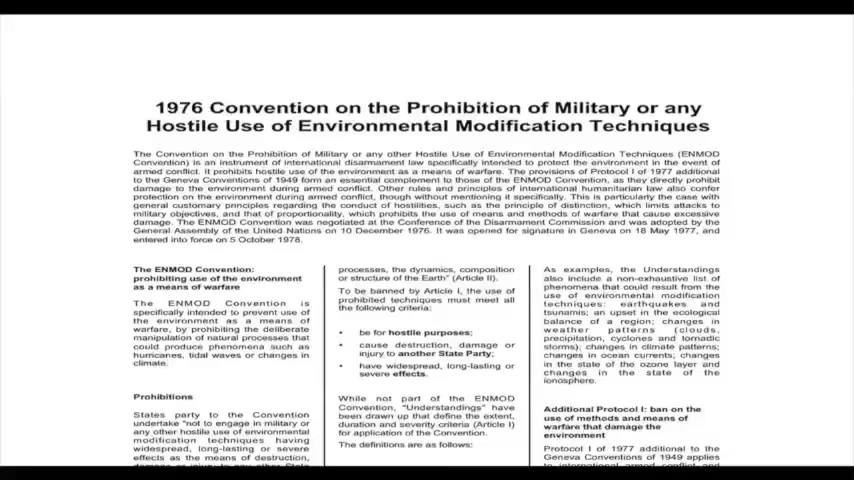 1976 Convention on the Prohibition of Military or any
Hostile Use of Environmental Modification Techniques
The Convention on the Prohibition of Military or any other Hostile Use of Environmental Modification Techniques (ENMOD
Convention) is an instrument of international disarmament law specifically intended to protect the environment in the event of
armed conflict. It prohibits hostile use of the environment as a means of warfare. The provisions of Protocol I of 1977 additional
to the Geneva Conventions of 1949 form an essential complement to those of the ENMOD Convention, as they directly prohibit
damage to the environment during armed conflict. Other rules and principles of international humanitarian law also confer
protection on the environment during armed conflict, though without mentioning it specifically. This is particularly the case with
general customary principles regarding the conduct of hostilities, such as the principle of distinction, which limits attacks to
military objectives, and that of proportionality, which prohibits the use of means and methods of warfare that cause excessive
damage. The ENMOD Convention was negotiated at the Conference of the Disarmament Commission and was adopted by the
General Assembly of the United Nations on 10 December 1976. It was opened for signature in Geneva on 18 May 1977, and
entered into force on 5 October 1978.
The ENMOD Convention:
prohibiting use of the environment
as a means of warfare
The ENMOD Convention is
specifically intended to prevent use of
the environment as a means of
warfare, by prohibiting the deliberate
manipulation of natural processes that
could produce phenomena such as
hurricanes, tidal waves or changes in
climate.
Prohibitions
States party to the Convention
undertake "not to engage in military or
any other hostile use of environmental
modification techniques having
widespread, long-lasting or severe
effects as the means of destruction,
damage or injury to any other State
processes, the dynamics, composition
or structure of the Earth" (Article II).
To be banned by Article I, the use of
prohibited techniques must meet all
the following criteria:
• be for hostile purposes;
• cause destruction, damage or
injury to another State Party;
• have widespread, long-lasting or
severe effects.
While not part of the ENMOD
Convention, "Understandings" have
been drawn up that define the extent,
duration and severity criteria (Article I)
for application of the Convention.
The definitions are as follows:
As examples, the Understandings
also include a non-exhaustive list of
phenomena that could result from the
use of environmental modification
techniques: earthquakes and
tsunamis; an upset in the ecological
balance of a region; changes in
weather patterns (clouds,
precipitation, cyclones and tornadic
storms); changes in climate patterns;
changes in ocean currents; changes
in the state of the ozone layer and
changes in the state of the
ionosphere.
Additional Protocol I: ban on the
use of methods and means of
warfare that damage the
environment
Protocol I of 1977 additional to the
Geneva Conventions of 1949 applies
to international armed conflict and